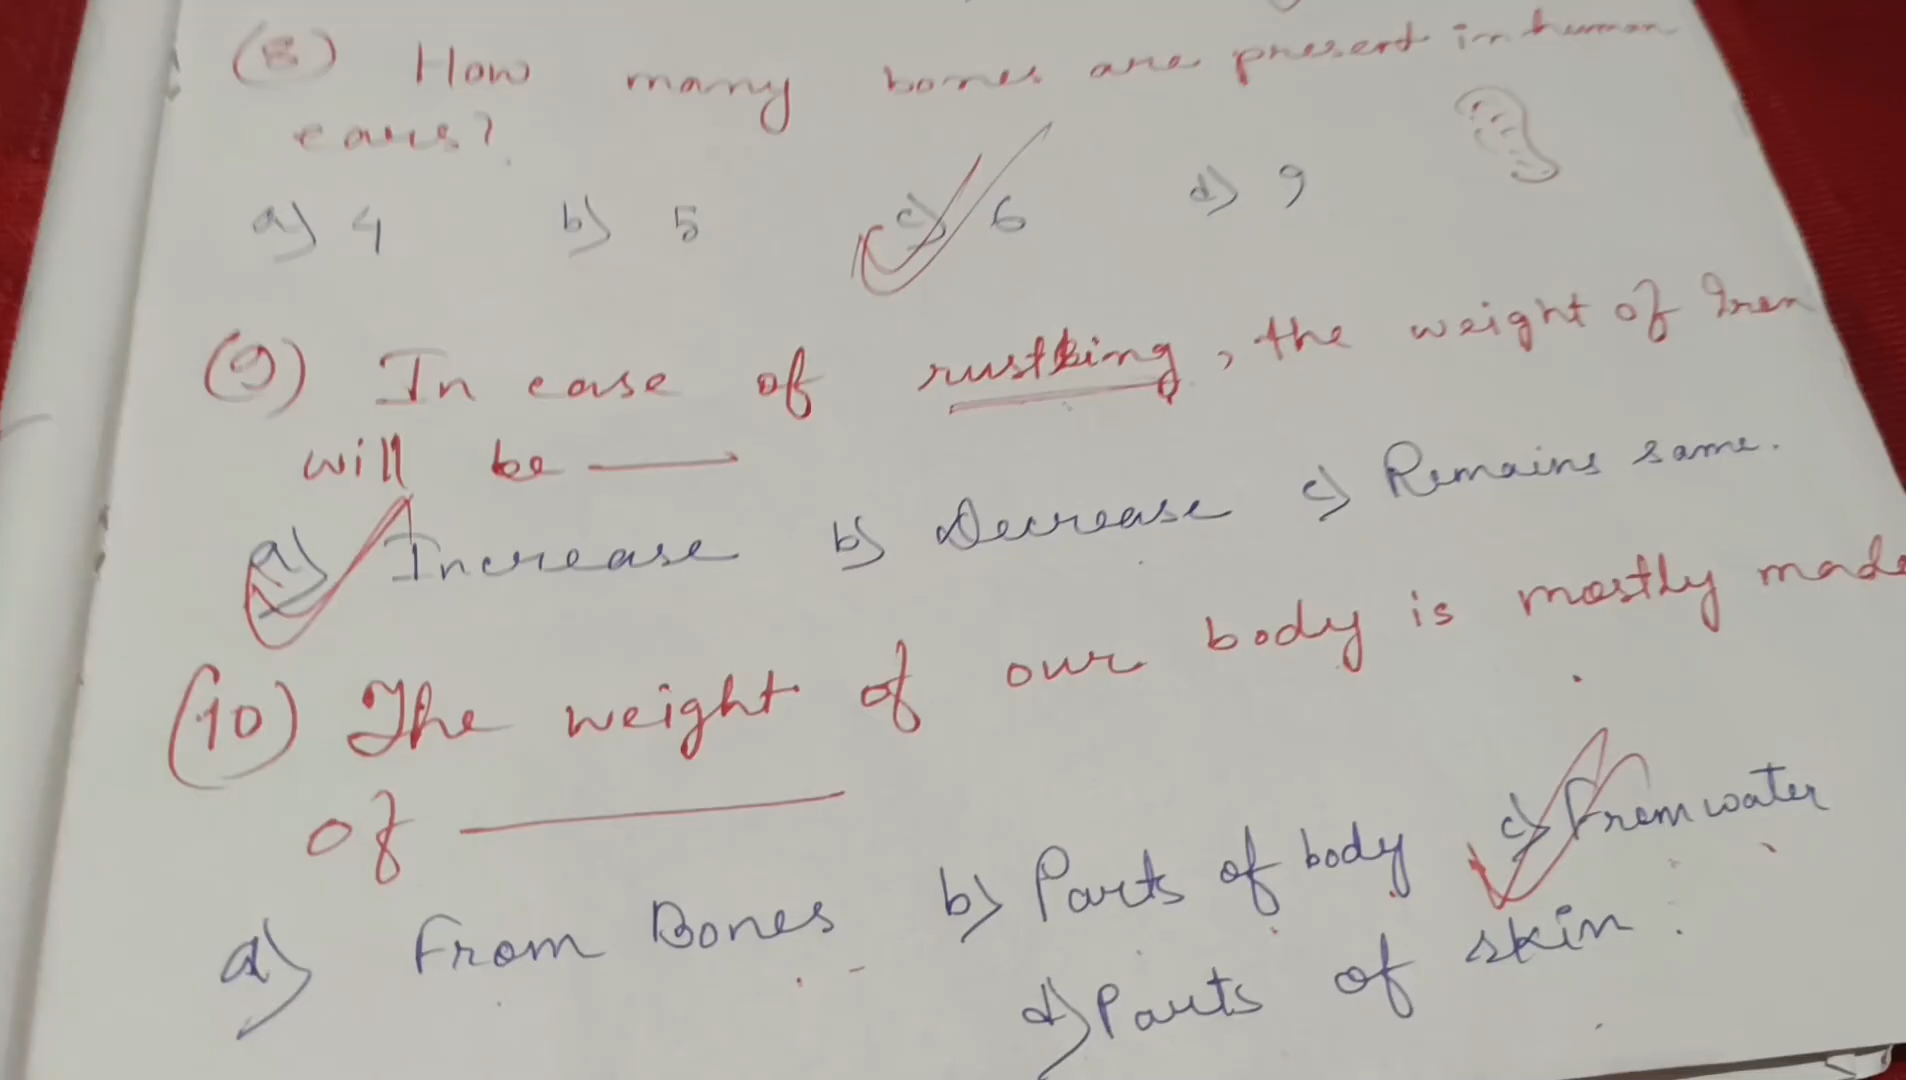 (8) How many bones are present in human
ears?
a) 4 b) 5 c) 6 d) 9
(9) In case of rusting, the weight of Iron
will be —
a) Increase b) Decrease c) Remains same.
(10) The weight of our body is mostly made
of —
a) From Bones b) Parts of body c) From water
d) Parts of skin.